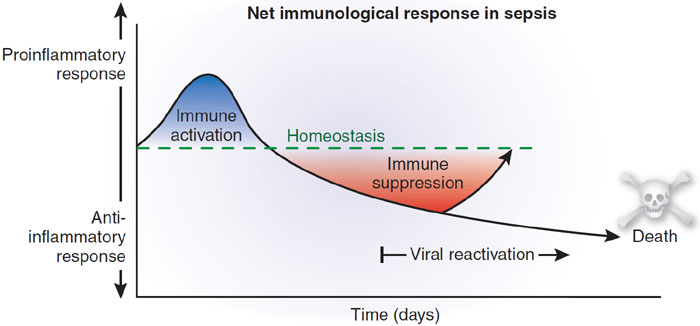 Net immunological response in sepsis
Proinflammatory
response
Immune
activation
Homeostasis
Immune
suppression
Anti-
inflammatory
response
Death
Viral reactivation
Time (days)